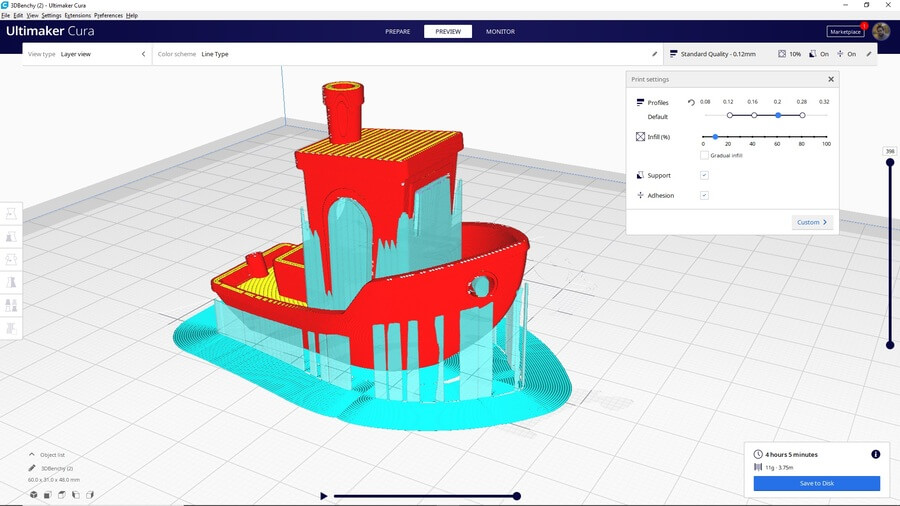 3DBenchy (2) - Ultimaker Cura
File Edit View Settings Extensions Preferences Help
Ultimaker Cura
PREPARE PREVIEW MONITOR
Marketplace
View type Layer view
Color scheme Line Type
Standard Quality - 0.12mm 10% On On
Print settings
Profiles 0.08 0.12 0.16 0.2 0.28 0.32
Default
Infill (%)
0 20 40 60 80 100
Gradual infill
Support
Adhesion
Custom
398
Object list
3DBenchy (2)
60.0 x 31.0 x 48.0 mm
4 hours 5 minutes
11g · 3.75m
Save to Disk